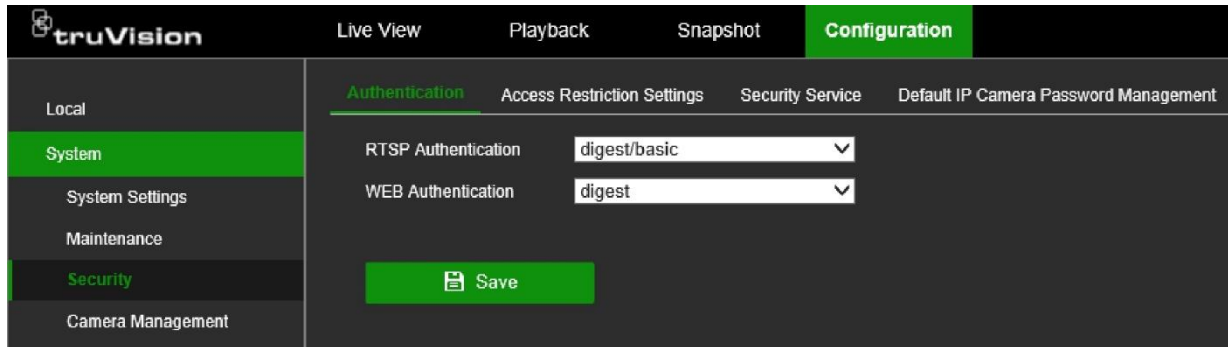 truVision Live View Playback Snapshot Configuration
Local
System
System Settings
Maintenance
Security
Camera Management
Authentication Access Restriction Settings Security Service Default IP Camera Password Management
RTSP Authentication digest/basic
WEB Authentication digest
Save